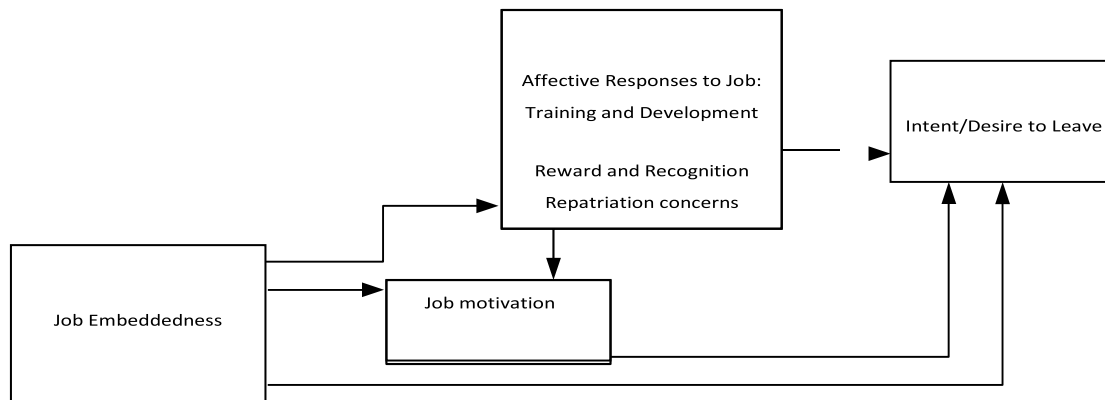 Affective Responses to Job:
Training and Development
Reward and Recognition
Repatriation concerns
Intent/Desire to Leave
Job motivation
Job Embeddedness